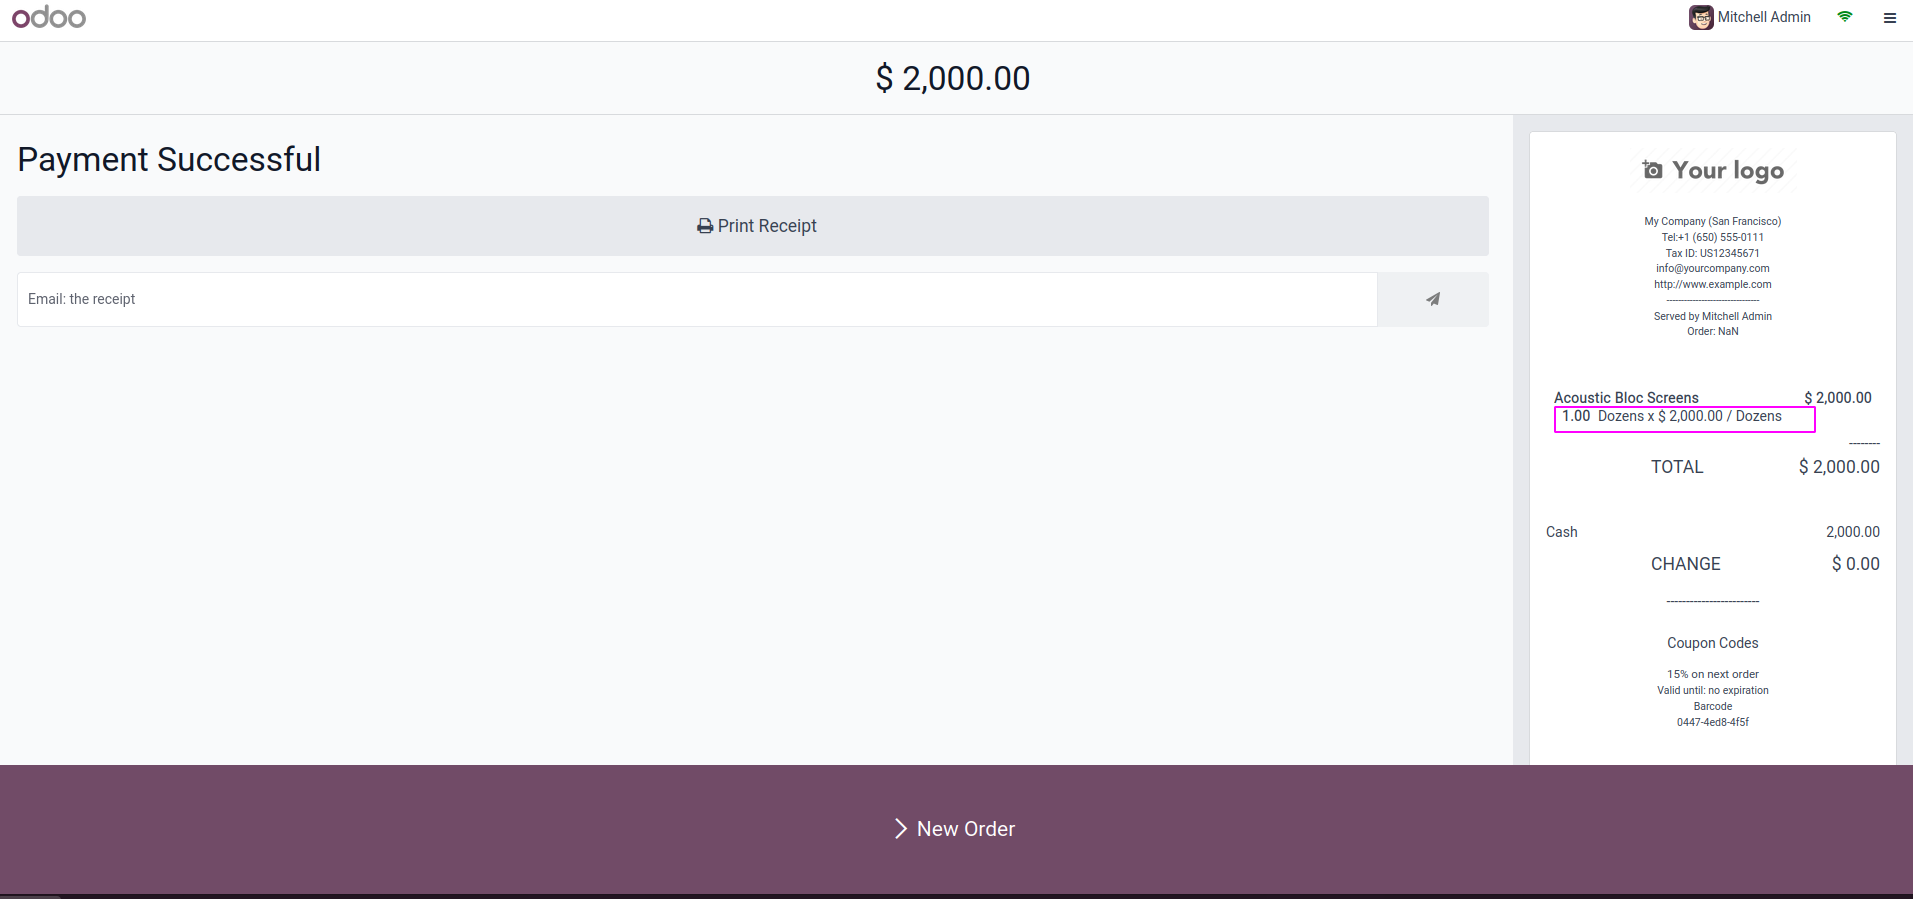 odoo
Mitchell Admin
$ 2,000.00
Payment Successful
Print Receipt
Email: the receipt
Your logo
My Company (San Francisco)
Tel:+1 (650) 555-0111
Tax ID: US12345671
info@yourcompany.com
http://www.example.com
--------------------------------
Served by Mitchell Admin
Order: NaN
Acoustic Bloc Screens $ 2,000.00
1.00 Dozens x $ 2,000.00 / Dozens
--------
TOTAL $ 2,000.00
Cash 2,000.00
CHANGE $ 0.00
------------------------
Coupon Codes
15% on next order
Valid until: no expiration
Barcode
0447-4ed8-4f5f
New Order